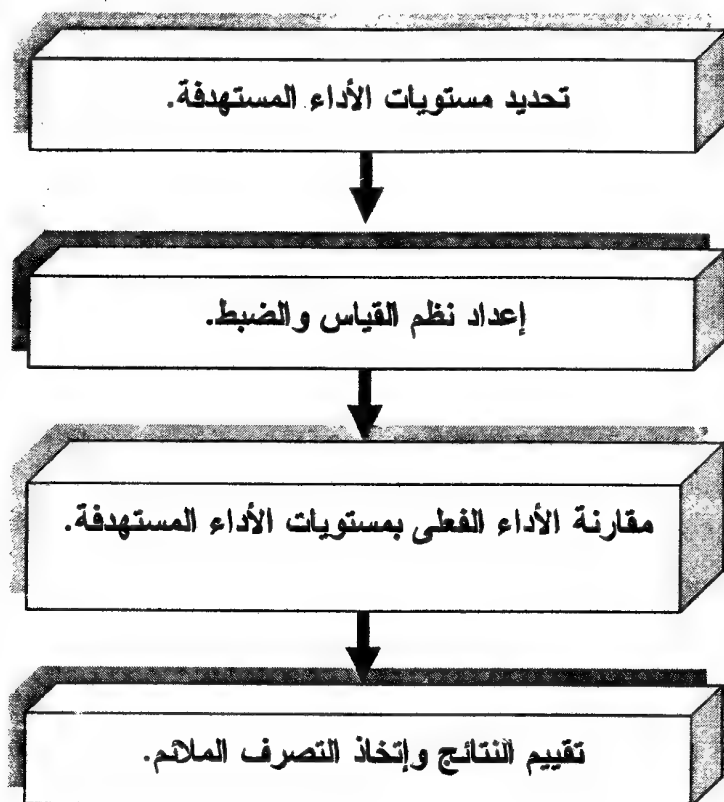 تحديد مستويات الأداء المستهدفة.
إعداد نظم القياس والضبط.
مقارنة الأداء الفعلى بمستويات الأداء المستهدفة.
تقييم النتائج وإتخاذ التصرف الملائم.